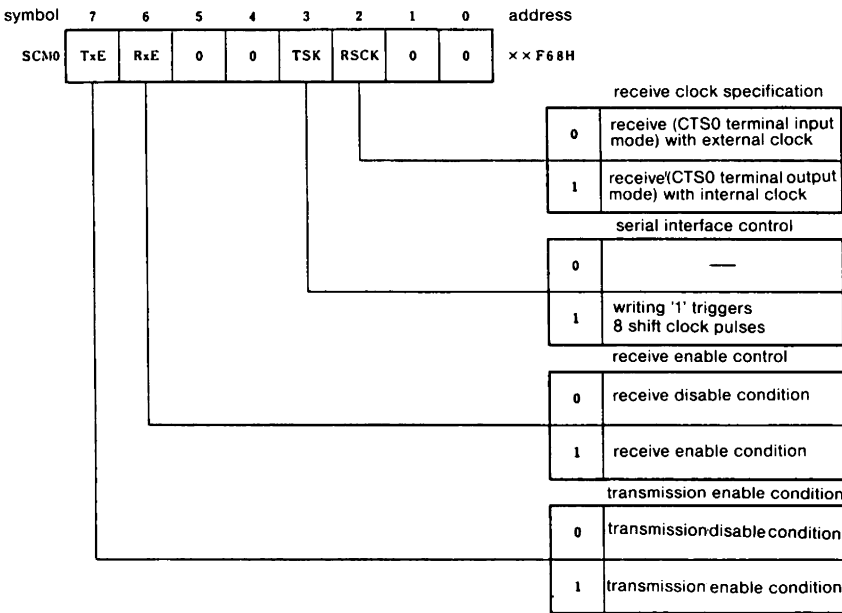 symbol 7 6 5 4 3 2 1 0 address
SCM0 TxE RxE 0 0 TSK RSCK 0 0 ××F68H
receive clock specification
0 receive (CTS0 terminal input
mode) with external clock
1 receive'(CTS0 terminal output
mode) with internal clock
serial interface control
0 —
1 writing '1' triggers
8 shift clock pulses
receive enable control
0 receive disable condition
1 receive enable condition
transmission enable condition
0 transmission disable condition
1 transmission enable condition